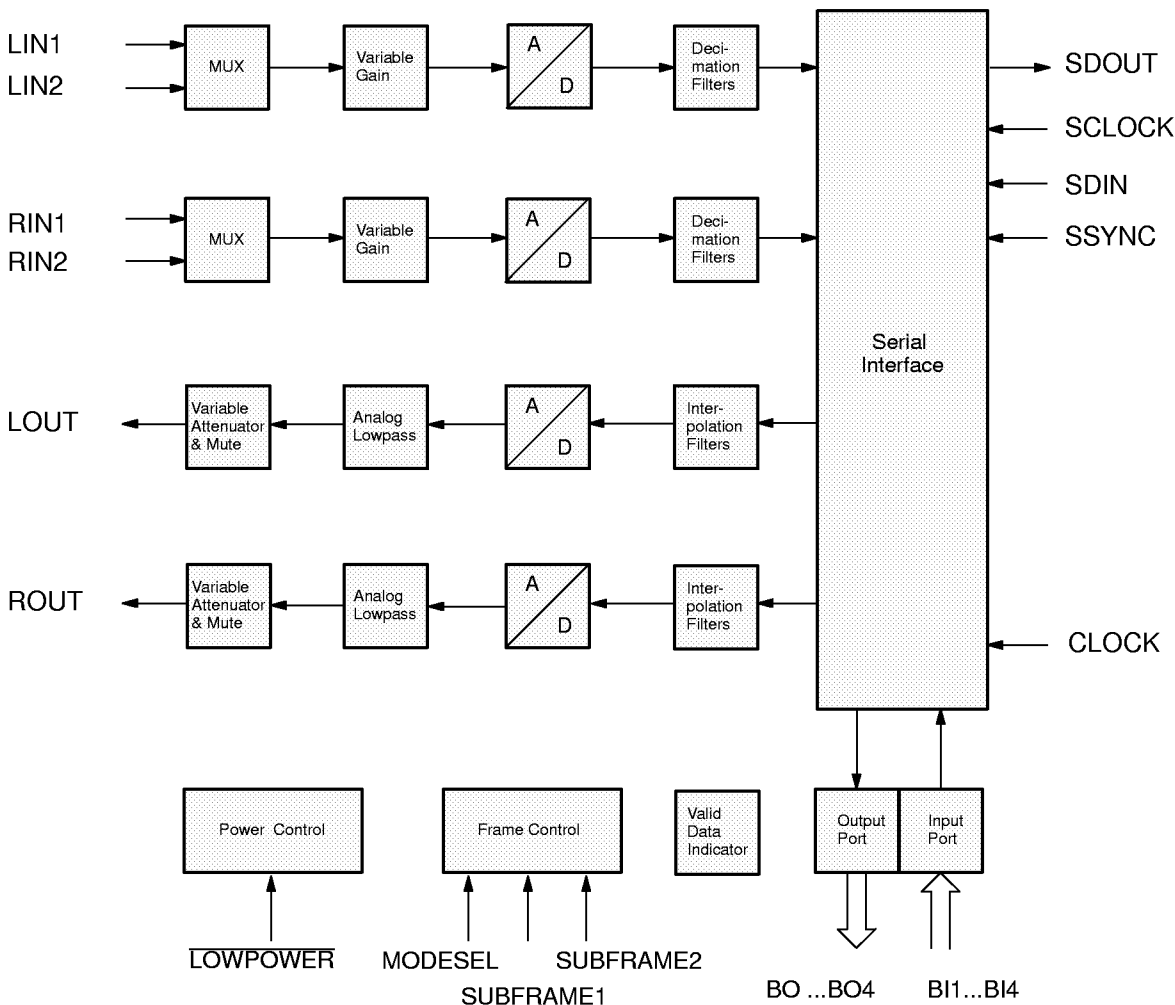 LIN1
LIN2
MUX
Variable
Gain
A
D
Deci-
mation
Filters
SDOUT
SCLOCK
SDIN
SSYNC
RIN1
RIN2
MUX
Variable
Gain
A
D
Deci-
mation
Filters
Serial
Interface
LOUT
Variable
Attenuator
& Mute
Analog
Lowpass
A
D
Inter-
polation
Filters
ROUT
Variable
Attenuator
& Mute
Analog
Lowpass
A
D
Inter-
polation
Filters
CLOCK
Power Control
Frame Control
Valid
Data
Indicator
Output
Port
Input
Port
LOWPOWER
MODESEL
SUBFRAME1
SUBFRAME2
BO ...BO4
BI1...BI4